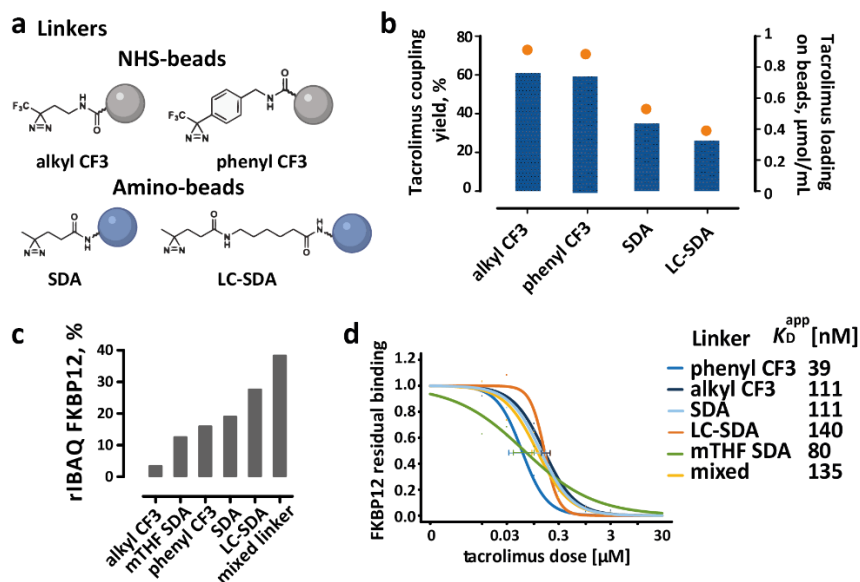 a Linkers
NHS-beads
F₃C
N=N
NH
O
alkyl CF3
F₃C
N=N
H
N
O
phenyl CF3
Amino-beads
N=N
O
H
N
SDA
N=N
O
N
H
O
H
N
LC-SDA
b
Tacrolimus coupling
yield, %
80
60
40
20
0
Tacrolimus loading
on beads, µmol/mL
1
0.8
0.6
0.4
0.2
0
alkyl CF3
phenyl CF3
SDA
LC-SDA
c
rIBAQ FKBP12, %
40
30
20
10
0
alkyl CF3
mTHF SDA
phenyl CF3
SDA
LC-SDA
mixed linker
d
FKBP12 residual binding
1.2
1.0
0.8
0.6
0.4
0.2
0.0
0 0.03 0.3 3 30
tacrolimus dose [µM]
Linker K_D^app [nM]
phenyl CF3 39
alkyl CF3 111
SDA 111
LC-SDA 140
mTHF SDA 80
mixed 135